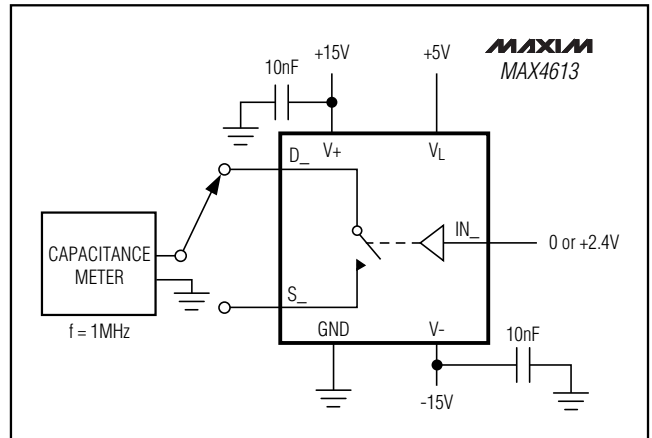 MAXIM
MAX4613
+15V
+5V
10nF
D_
V+
VL
CAPACITANCE
METER
IN_
0 or +2.4V
S_
f = 1MHz
GND
V-
10nF
-15V